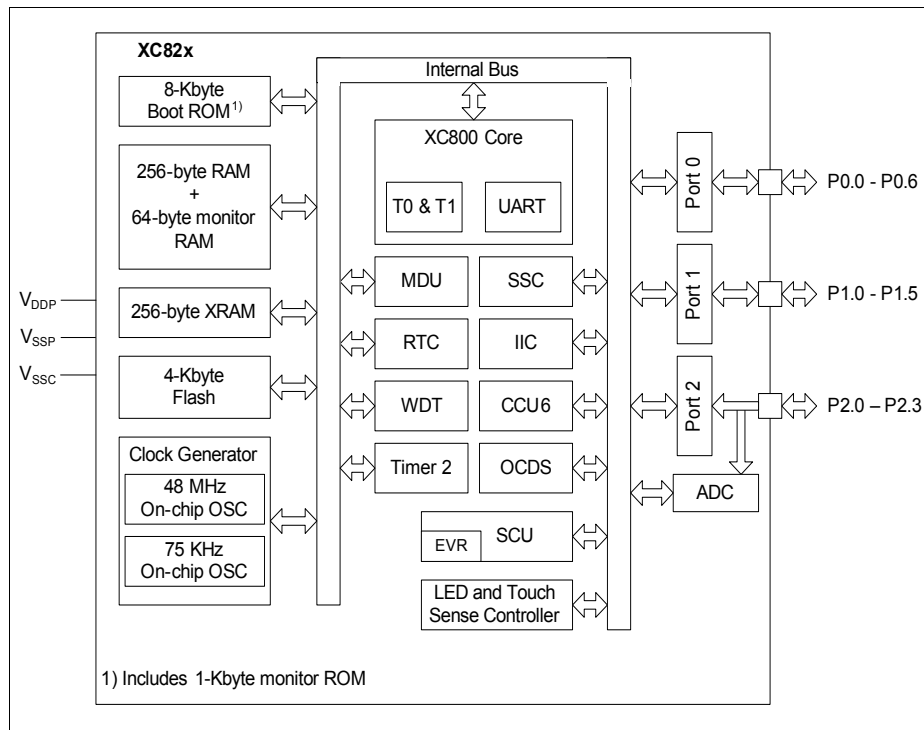 XC82x
Internal Bus
8-Kbyte
Boot ROM1)
XC800 Core
T0 & T1
UART
256-byte RAM
+
64-byte monitor
RAM
Port 0
P0.0 - P0.6
MDU
SSC
Port 1
P1.0 - P1.5
VDDP
VSSP
VSSC
256-byte XRAM
RTC
IIC
4-Kbyte
Flash
WDT
CCU6
Port 2
P2.0 – P2.3
Clock Generator
48 MHz
On-chip OSC
75 KHz
On-chip OSC
Timer 2
OCDS
ADC
SCU
EVR
LED and Touch
Sense Controller
1) Includes 1-Kbyte monitor ROM